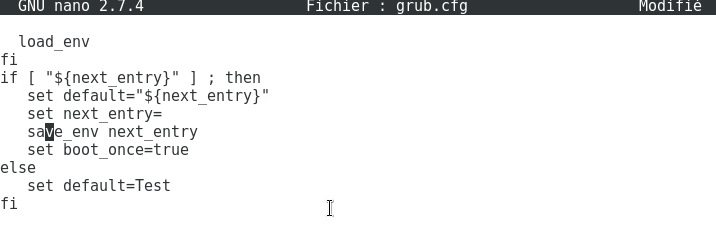 GNU nano 2.7.4 Fichier : grub.cfg Modifié
load_env
fi
if [ "${next_entry}" ] ; then
set default="${next_entry}"
set next_entry=
save_env next_entry
set boot_once=true
else
set default=Test
fi